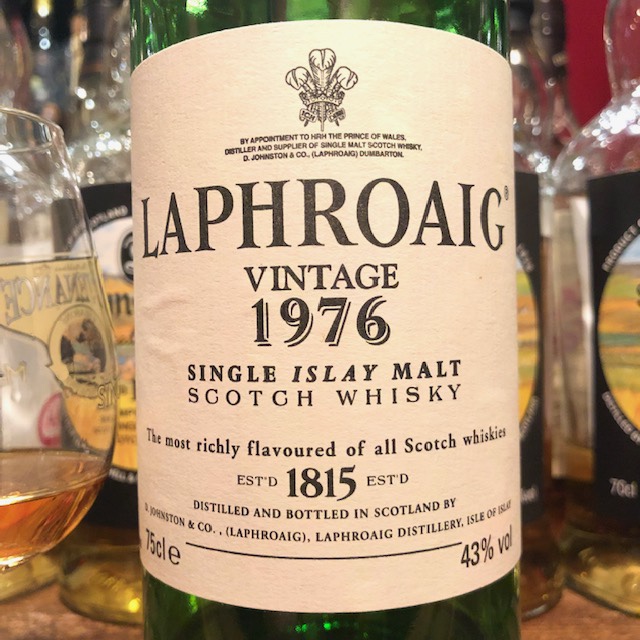 BY APPOINTMENT TO HRH THE PRINCE OF WALES,
DISTILLER AND SUPPLIER OF SINGLE MALT SCOTCH WHISKY,
D. JOHNSTON & CO., (LAPHROAIG) DUMBARTON.
LAPHROAIG®
VINTAGE
1976
SINGLE ISLAY MALT
SCOTCH WHISKY
The most richly flavoured of all Scotch whiskies
EST'D 1815 EST'D
DISTILLED AND BOTTLED IN SCOTLAND BY
D. JOHNSTON & CO., (LAPHROAIG), LAPHROAIG DISTILLERY, ISLE OF ISLAY
75cl e
43% vol
PRODUCT
70cl